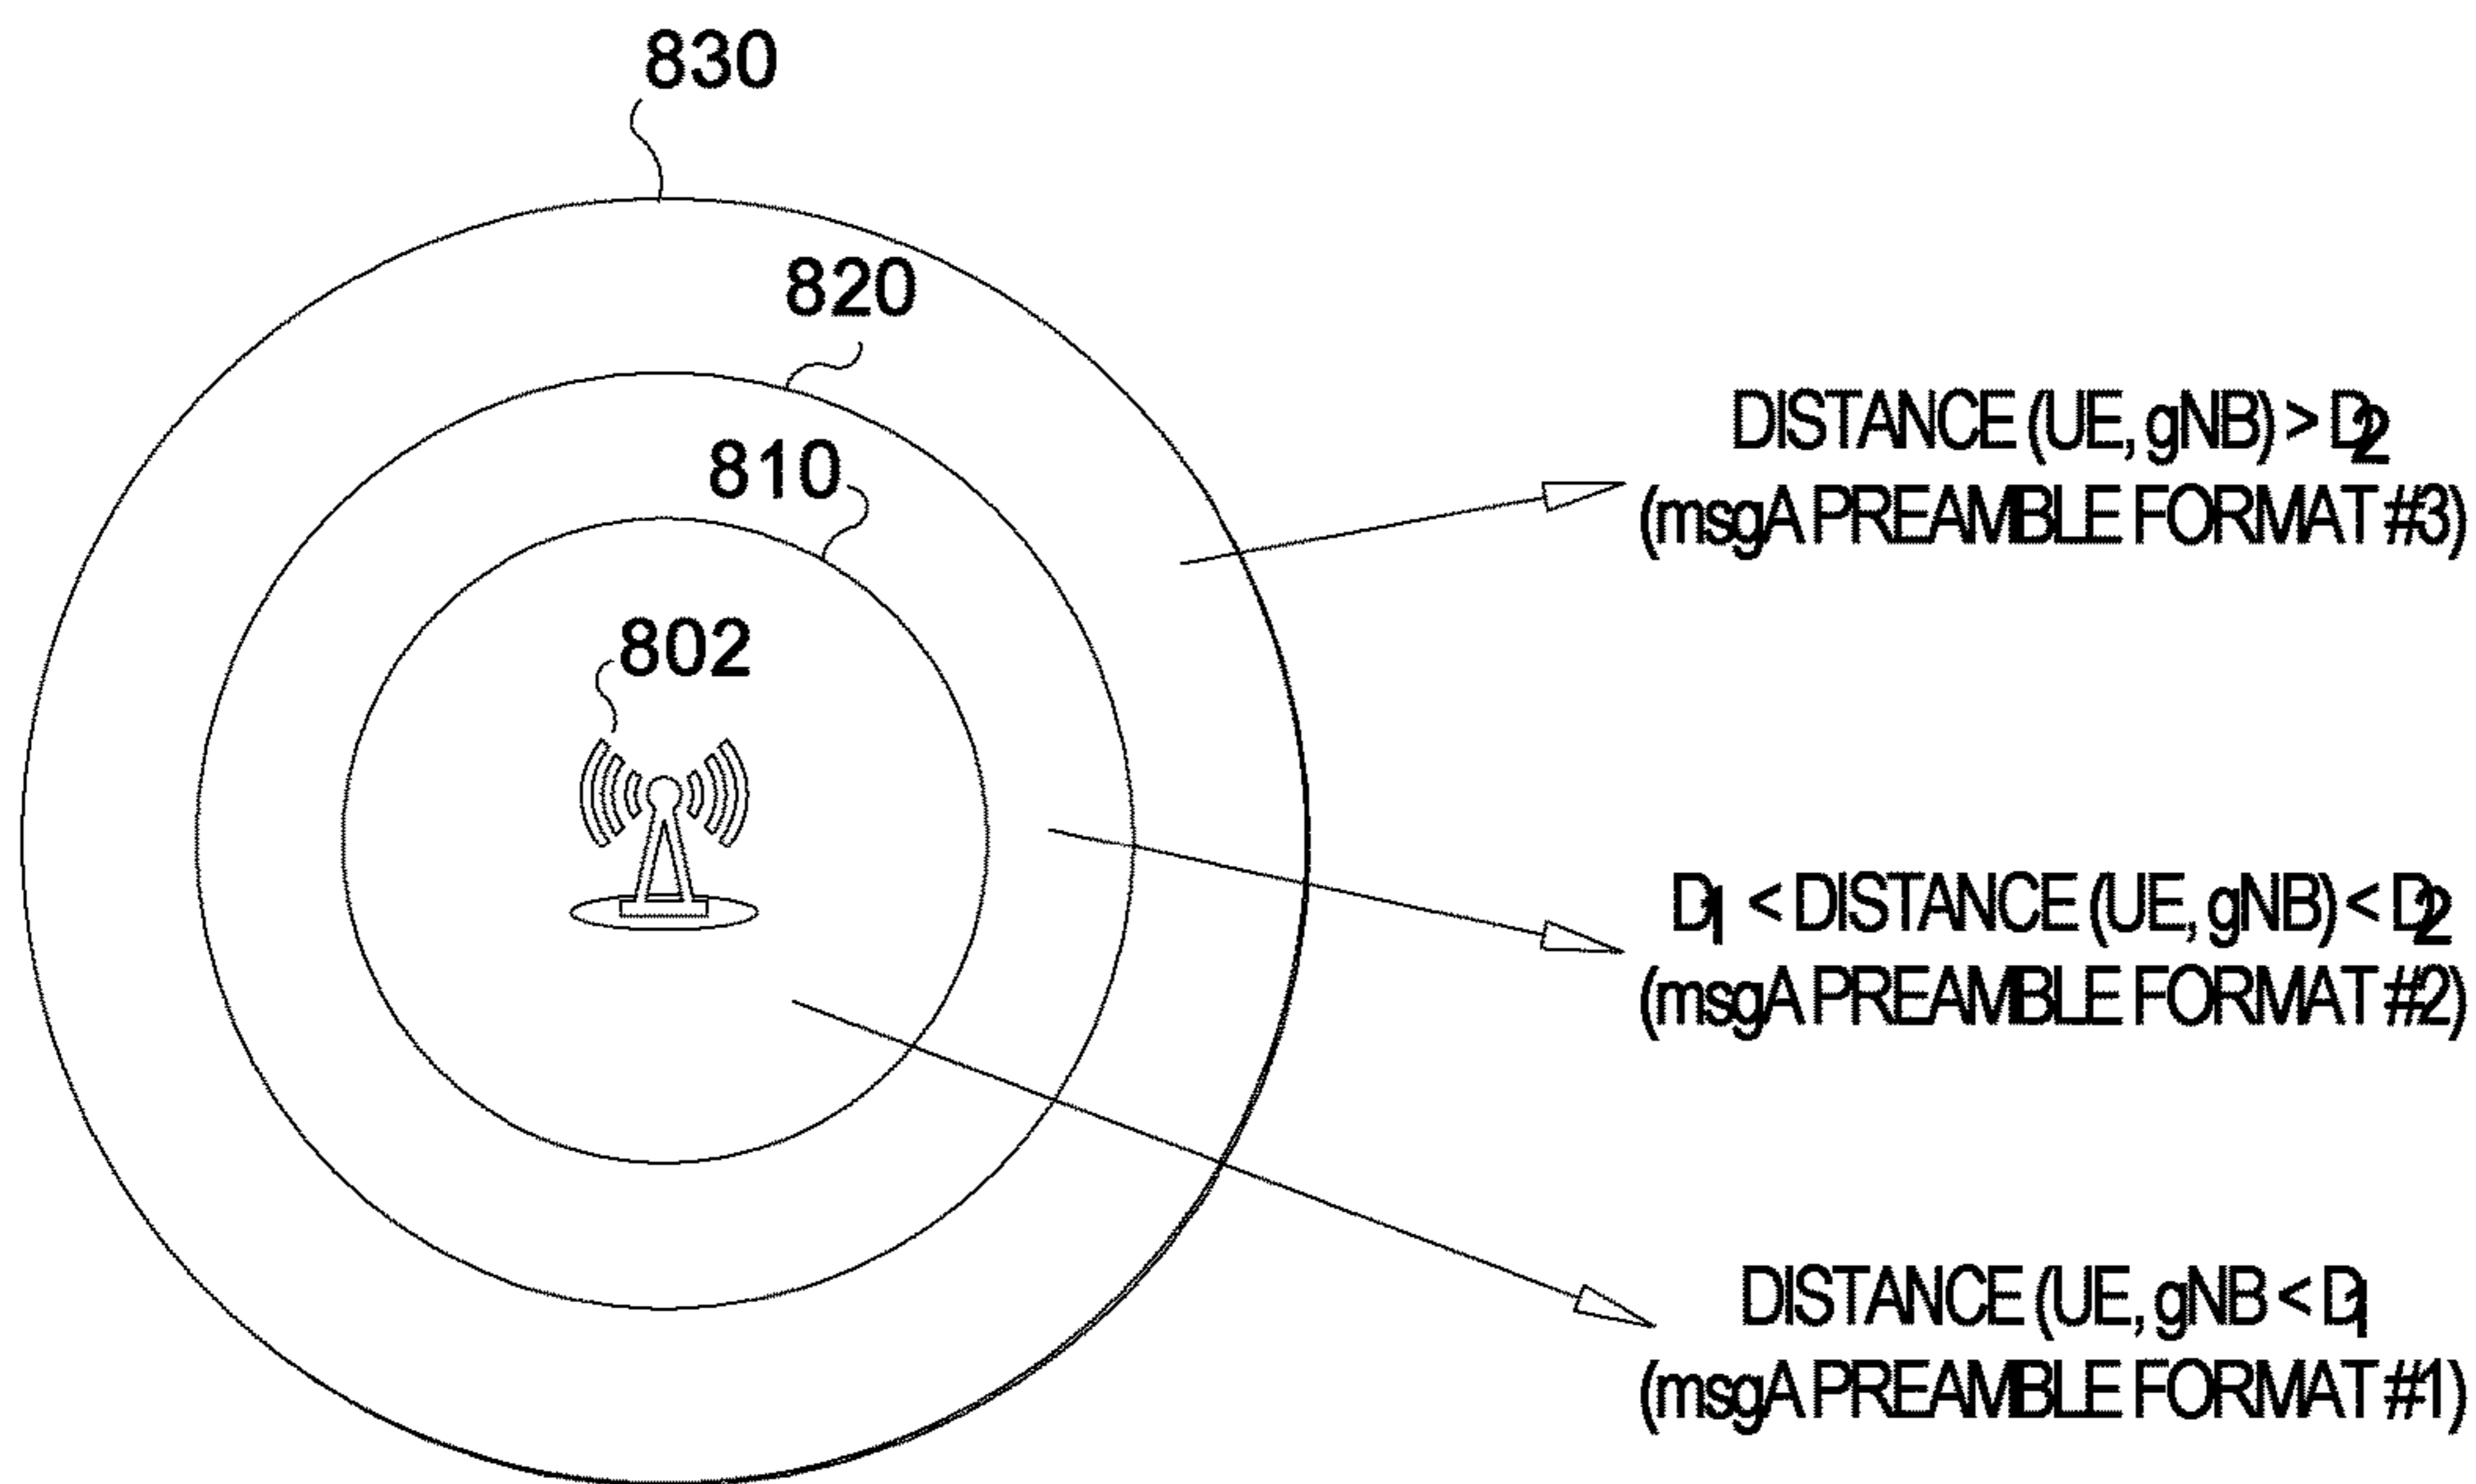 830
820
810
802
DISTANCE (UE, gNB) > D2
(msgA PREAMBLE FORMAT #3)
D1 < DISTANCE (UE, gNB) < D2
(msgA PREAMBLE FORMAT #2)
DISTANCE (UE, gNB < D1
(msgA PREAMBLE FORMAT #1)